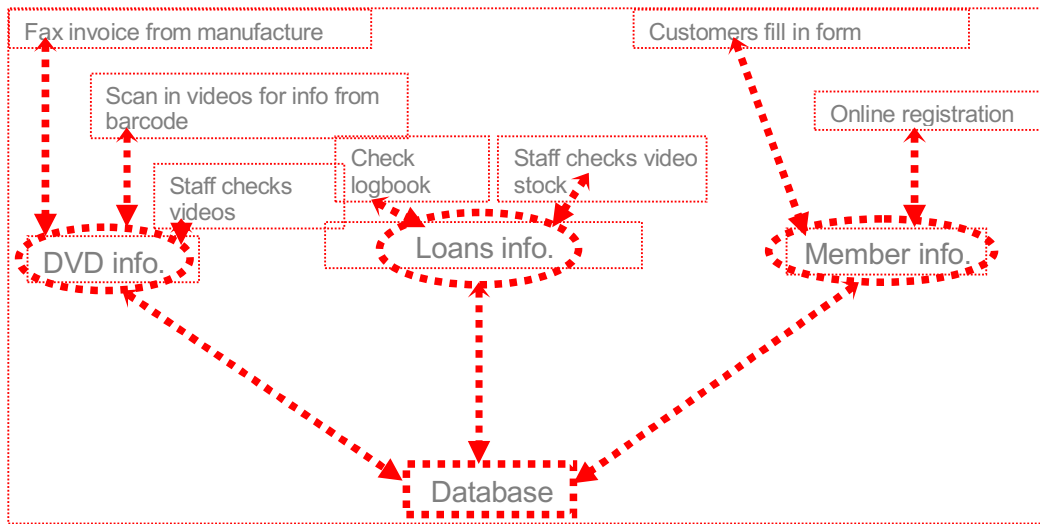 Fax invoice from manufacture
Customers fill in form
Scan in videos for info from
barcode
Online registration
Check
logbook
Staff checks video
stock
Staff checks
videos
DVD info.
Loans info.
Member info.
Database